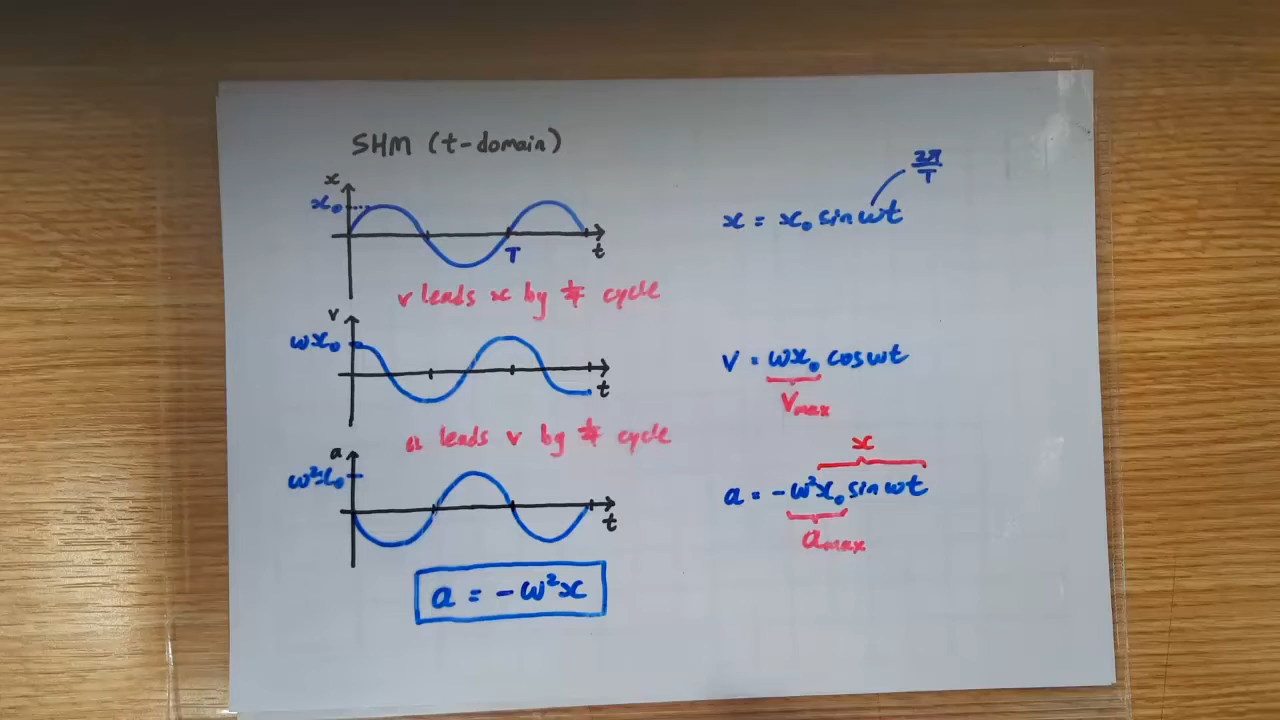 SHM (t-domain)
x
x₀
T
t
x = x₀ sin ωt
2π/T
v leads x by ¼ cycle
v
ωx₀
t
v = ωx₀ cos ωt
vmax
a leads v by ¼ cycle
a
ω²x₀
t
x
a = -ω²x₀ sin ωt
amax
a = -ω²x